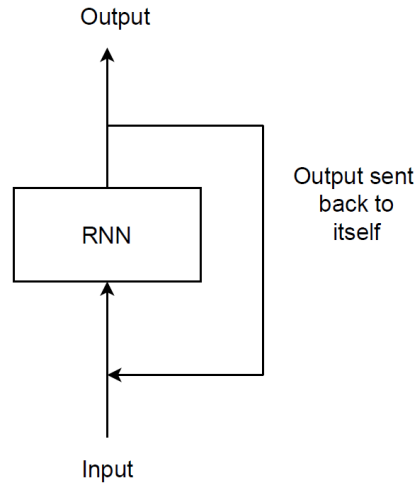 Output
Output sent
back to
itself
RNN
Input